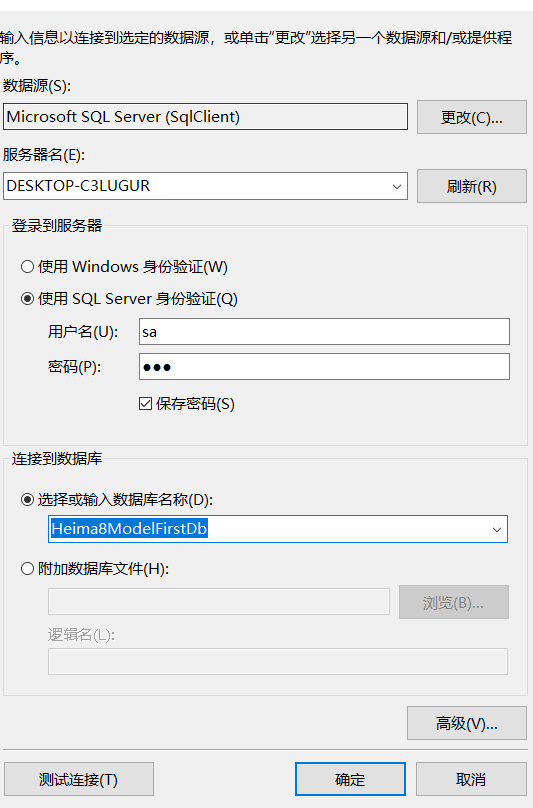 输入信息以连接到选定的数据源，或单击“更改”选择另一个数据源和/或提供程
序。
数据源(S):
Microsoft SQL Server (SqlClient)
更改(C)...
服务器名(E):
DESKTOP-C3LUGUR
刷新(R)
登录到服务器
使用 Windows 身份验证(W)
使用 SQL Server 身份验证(Q)
用户名(U):
sa
密码(P):
●●●
保存密码(S)
连接到数据库
选择或输入数据库名称(D):
Heima8ModelFirstDb
附加数据库文件(H):
浏览(B)...
逻辑名(L):
高级(V)...
测试连接(T)
确定
取消